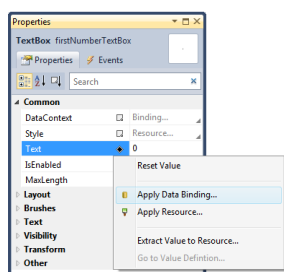 Properties
TextBox firstNumberTextBox
Properties Events
Search
Common
DataContext Binding...
Style Resource...
Text 0
IsEnabled
MaxLength
Layout
Brushes
Text
Visibility
Transform
Other
Reset Value
Apply Data Binding...
Apply Resource...
Extract Value to Resource...
Go to Value Defintion...